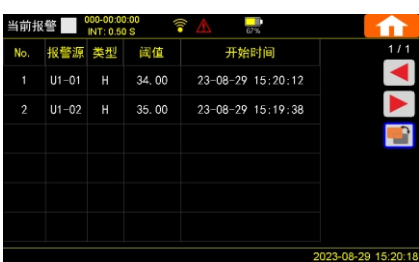 当前报警 000-00:00:00
INT: 0.50 S
67%
No. 报警源 类型 阈值 开始时间 1/1
1 U1-01 H 34.00 23-08-29 15:20:12
2 U1-02 H 35.00 23-08-29 15:19:38
2023-08-29 15:20:18